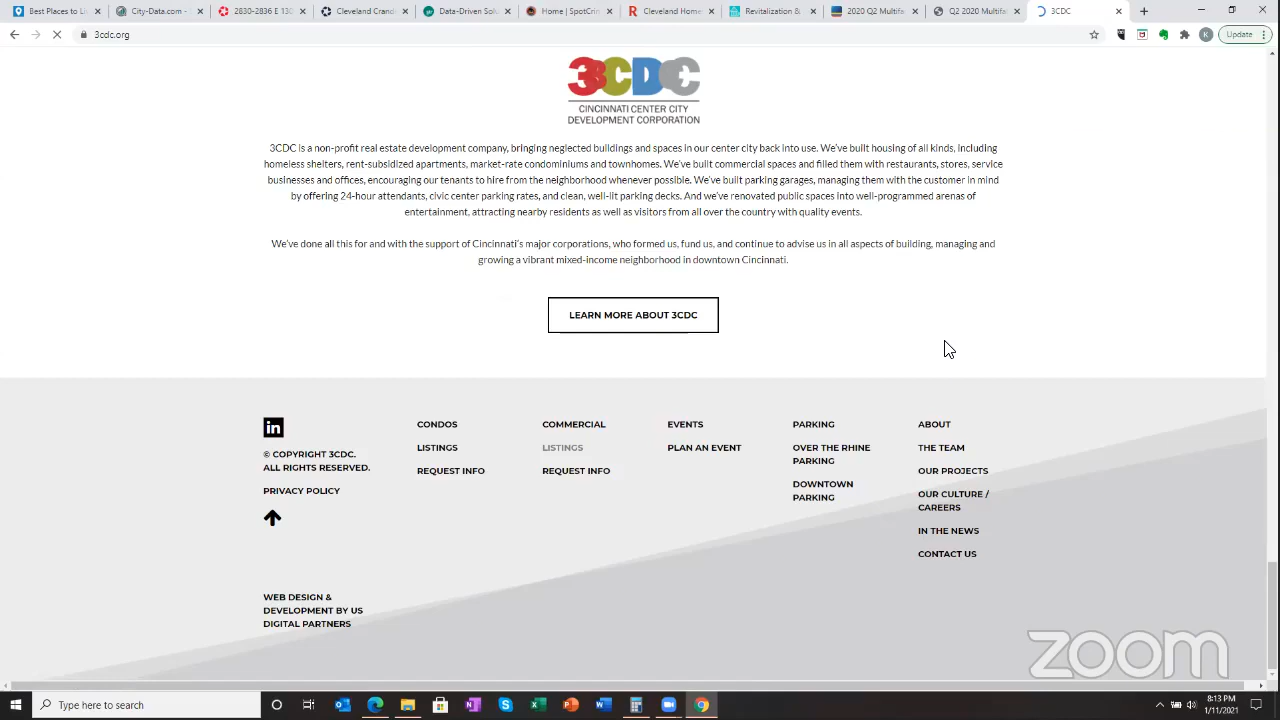 Best Places to Li
City-Data.com -
2830-2836 E 130
Cleveland Crand
Data-Driven Solu
Home | SpotCrin
Cleveland Home
Revitalization &
2020 Q2 Multifa
Q2 2020 Multifa
3CDC
3cdc.org
K
Update
3CDC
CINCINNATI CENTER CITY
DEVELOPMENT CORPORATION
3CDC is a non-profit real estate development company, bringing neglected buildings and spaces in our center city back into use. We've built housing of all kinds, including
homeless shelters, rent-subsidized apartments, market-rate condominiums and townhomes. We've built commercial spaces and filled them with restaurants, stores, service
businesses and offices, encouraging our tenants to hire from the neighborhood whenever possible. We've built parking garages, managing them with the customer in mind
by offering 24-hour attendants, civic center parking rates, and clean, well-lit parking decks. And we've renovated public spaces into well-programmed arenas of
entertainment, attracting nearby residents as well as visitors from all over the country with quality events.
We've done all this for and with the support of Cincinnati's major corporations, who formed us, fund us, and continue to advise us in all aspects of building, managing and
growing a vibrant mixed-income neighborhood in downtown Cincinnati.
LEARN MORE ABOUT 3CDC
in
© COPYRIGHT 3CDC.
ALL RIGHTS RESERVED.
PRIVACY POLICY
WEB DESIGN &
DEVELOPMENT BY US
DIGITAL PARTNERS
CONDOS
LISTINGS
REQUEST INFO
COMMERCIAL
LISTINGS
REQUEST INFO
EVENTS
PLAN AN EVENT
PARKING
OVER THE RHINE
PARKING
DOWNTOWN
PARKING
ABOUT
THE TEAM
OUR PROJECTS
OUR CULTURE /
CAREERS
IN THE NEWS
CONTACT US
zoom
Type here to search
8:13 PM
1/11/2021